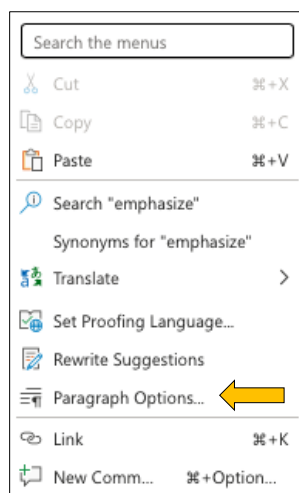 Search the menus
Cut ⌘+X
Copy ⌘+C
Paste ⌘+V
Search "emphasize"
Synonyms for "emphasize"
Translate
Set Proofing Language...
Rewrite Suggestions
Paragraph Options...
Link ⌘+K
New Comm... ⌘+Option...